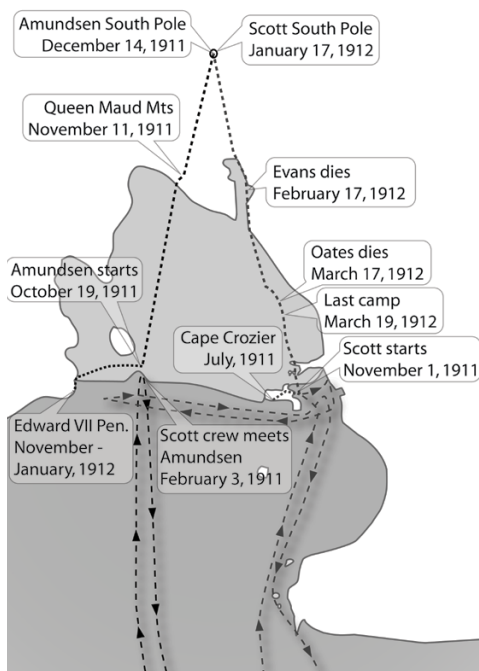 Amundsen South Pole
December 14, 1911
Scott South Pole
January 17, 1912
Queen Maud Mts
November 11, 1911
Evans dies
February 17, 1912
Oates dies
March 17, 1912
Amundsen starts
October 19, 1911
Last camp
March 19, 1912
Cape Crozier
July, 1911
Scott starts
November 1, 1911
Edward VII Pen.
November -
January, 1912
Scott crew meets
Amundsen
February 3, 1911